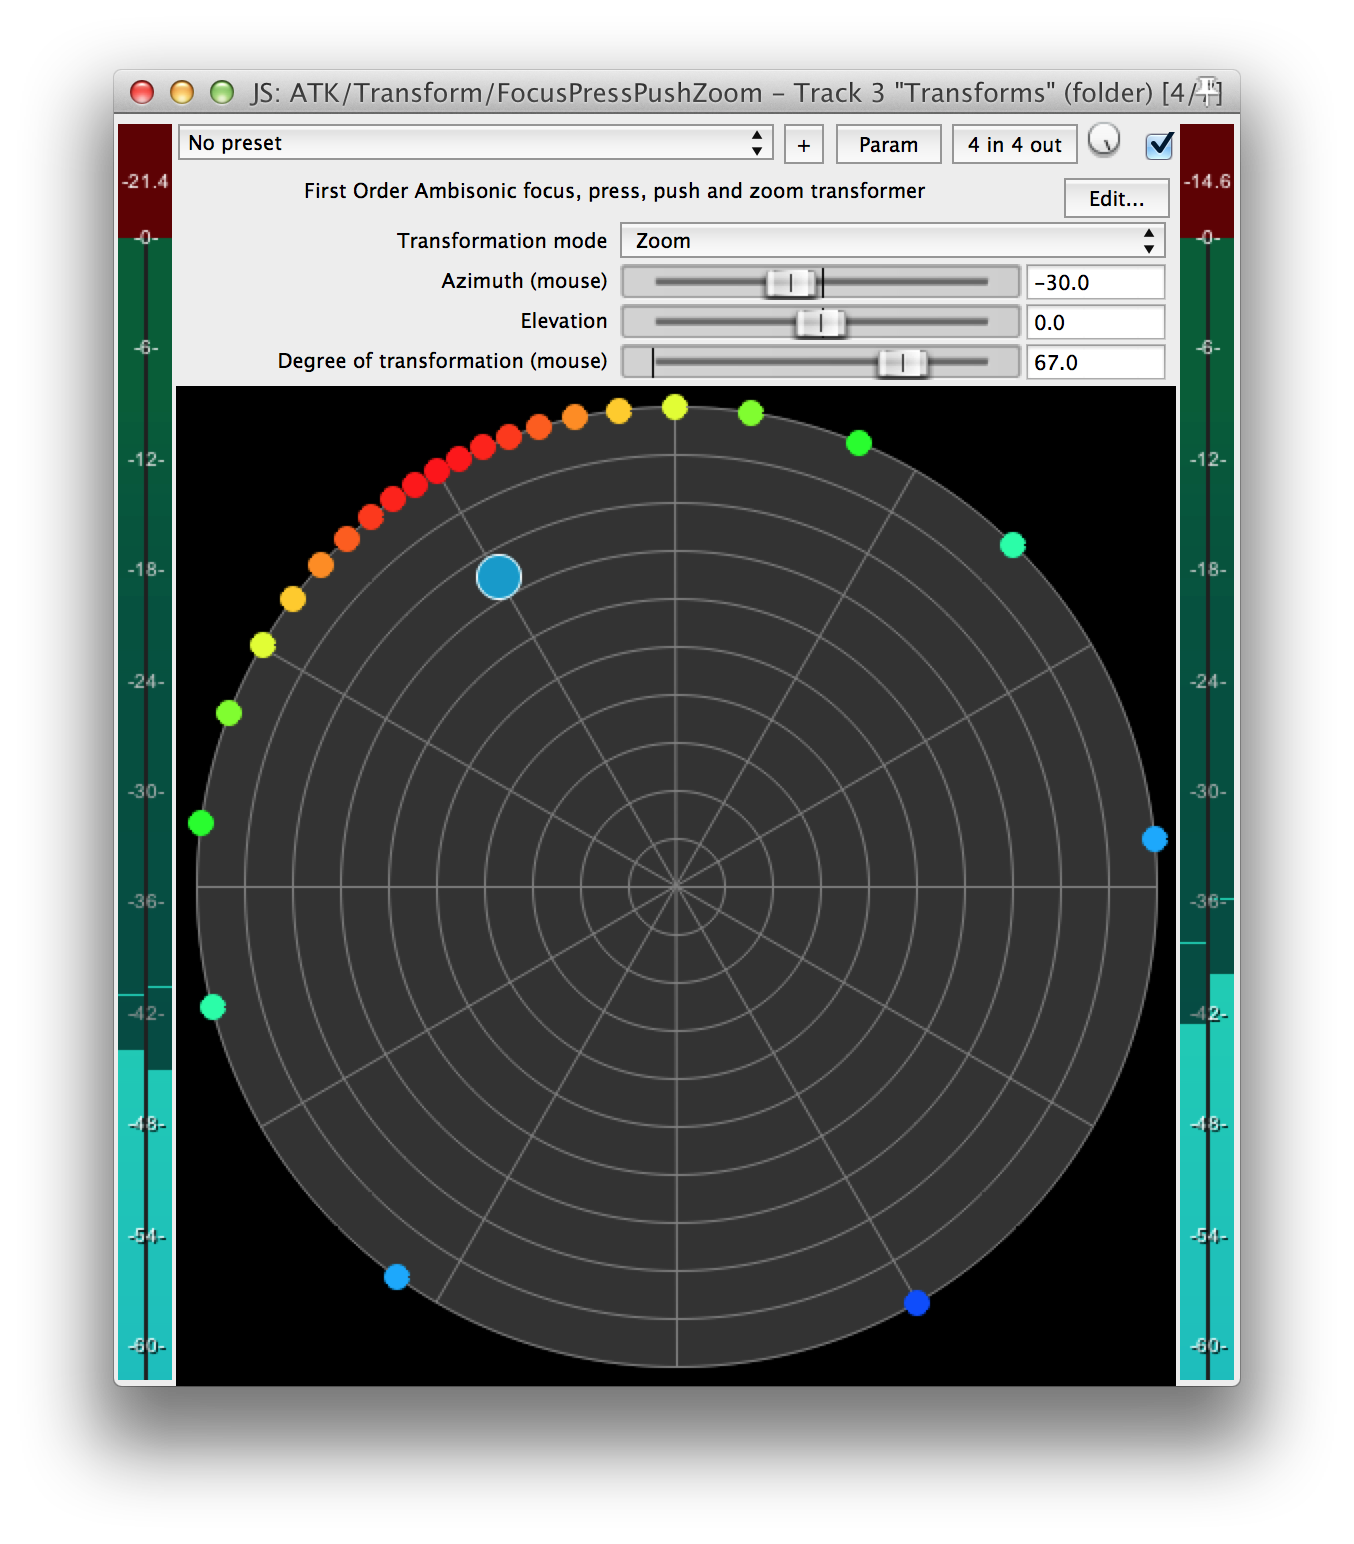 JS: ATK/Transform/FocusPressPushZoom – Track 3 "Transforms" (folder) [4/
No preset
+
Param
4 in 4 out
First Order Ambisonic focus, press, push and zoom transformer
Edit...
Transformation mode
Zoom
Azimuth (mouse)
-30.0
Elevation
0.0
Degree of transformation (mouse)
67.0
-21.4
-0-
-6-
-12-
-18-
-24-
-30-
-36-
-42-
-48-
-54-
-60-
-14.6
-0-
-6-
-12-
-18-
-24-
-30-
-36-
-42-
-48-
-54-
-60-